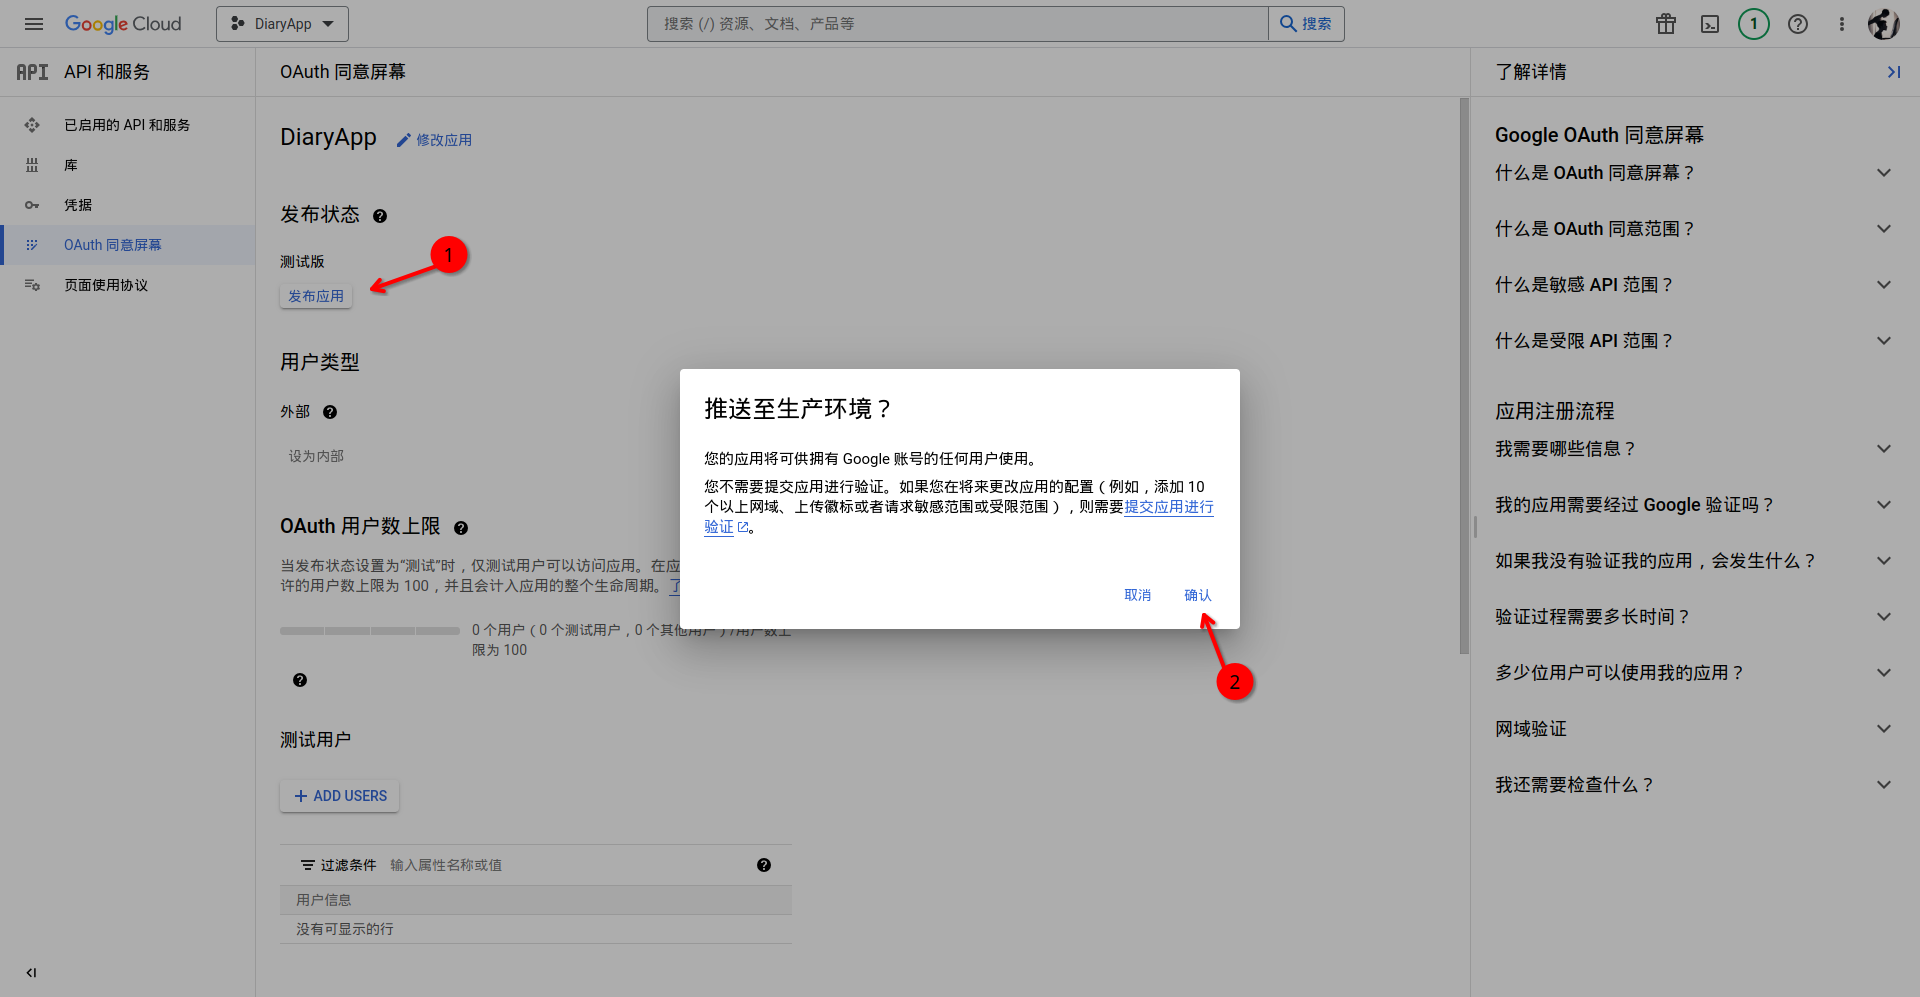 Google Cloud
DiaryApp
搜索 (/) 资源、文档、产品等
搜索
1
API
API 和服务
OAuth 同意屏幕
了解详情
已启用的 API 和服务
库
凭据
OAuth 同意屏幕
页面使用协议
DiaryApp
修改应用
发布状态
测试版
发布应用
1
用户类型
外部
设为内部
OAuth 用户数上限
当发布状态设置为“测试”时，仅测试用户可以访问应用。在应
许的用户数上限为 100，并且会计入应用的整个生命周期。了
0 个用户（0 个测试用户，0 个其他用户）/用户数上
限为 100
测试用户
ADD USERS
过滤条件
输入属性名称或值
用户信息
没有可显示的行
推送至生产环境？
您的应用将可供拥有 Google 账号的任何用户使用。
您不需要提交应用进行验证。如果您在将来更改应用的配置（例如，添加 10
个以上网域、上传徽标或者请求敏感范围或受限范围），则需要提交应用进行
验证。
取消
确认
2
Google OAuth 同意屏幕
什么是 OAuth 同意屏幕？
什么是 OAuth 同意范围？
什么是敏感 API 范围？
什么是受限 API 范围？
应用注册流程
我需要哪些信息？
我的应用需要经过 Google 验证吗？
如果我没有验证我的应用，会发生什么？
验证过程需要多长时间？
多少位用户可以使用我的应用？
网域验证
我还需要检查什么？